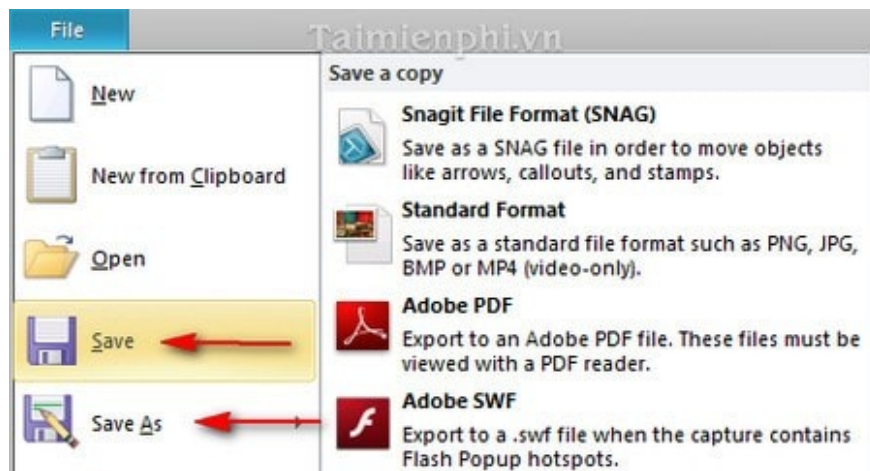 File
Taimienphi.vn
New
New from Clipboard
Open
Save
Save As
Save a copy
Snagit File Format (SNAG)
Save as a SNAG file in order to move objects
like arrows, callouts, and stamps.
Standard Format
Save as a standard file format such as PNG, JPG,
BMP or MP4 (video-only).
Adobe PDF
Export to an Adobe PDF file. These files must be
viewed with a PDF reader.
Adobe SWF
Export to a .swf file when the capture contains
Flash Popup hotspots.